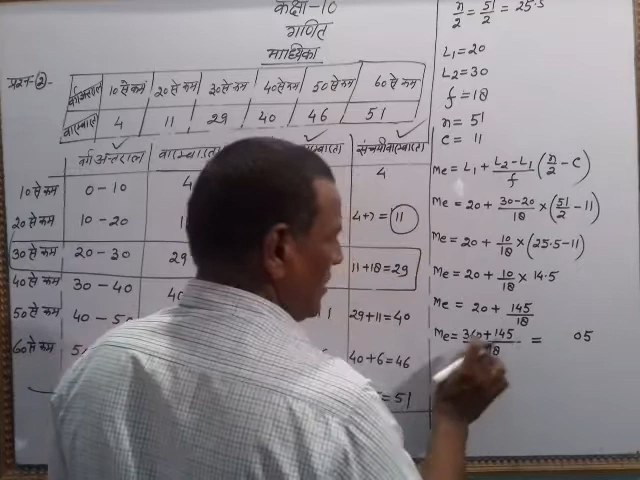 कक्षा-10
गणित
माध्यिका
प्रश्न-②-
वर्गअन्तराल 10 से कम 20 से कम 30 से कम 40 से कम 50 से कम 60 से कम
बारम्बारता 4 11 29 40 46 51
वर्ग अन्तराल बारम्बारता संचयी बारम्बारता
10 से कम 0-10 4 4
20 से कम 10-20 4+7=11
30 से कम 20-30 29 11+18=29
40 से कम 30-40 40 29+11=40
50 से कम 40-50 40+6=46
60 से कम =51
n/2 = 51/2 = 25.5
L1=20
L2=30
f=18
n=51
c=11
Me = L1 + L2-L1/f (n/2 - c)
Me = 20 + 30-20/18 × (51/2 - 11)
Me = 20 + 10/18 × (25.5-11)
Me = 20 + 10/18 × 14.5
Me = 20 + 145/18
Me = 360+145/18 = 05